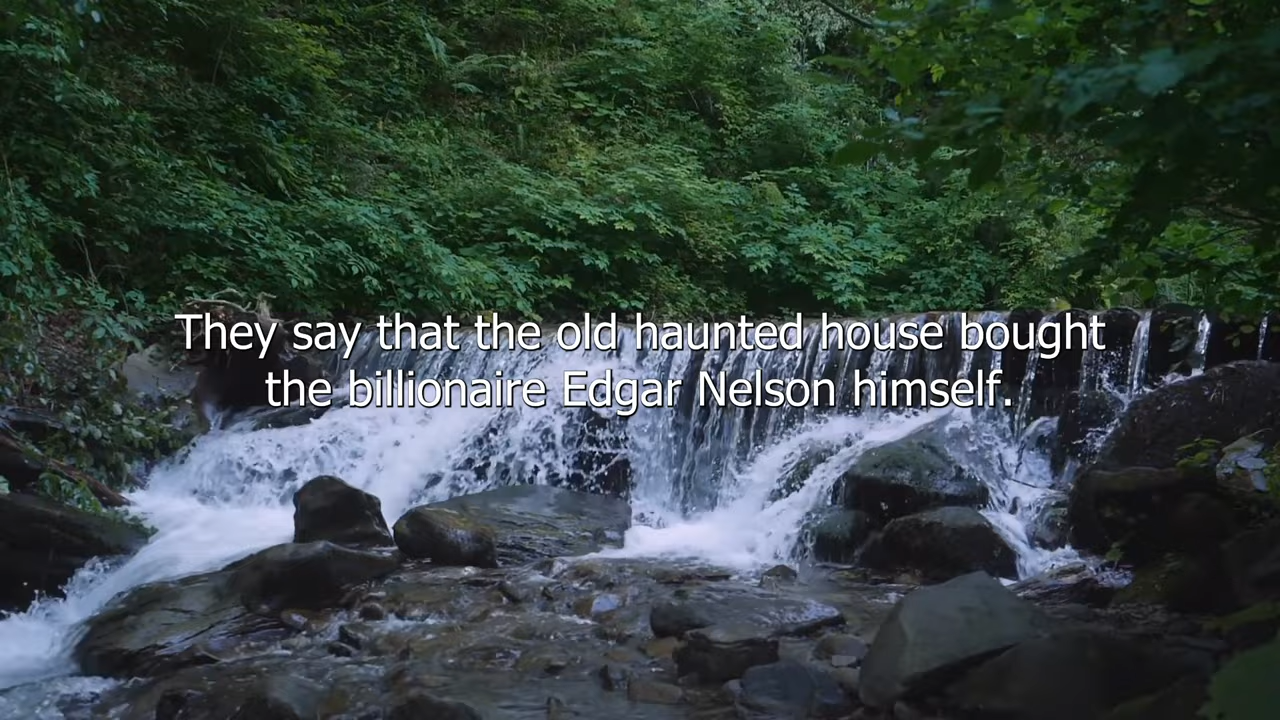 They say that the old haunted house bought
the billionaire Edgar Nelson himself.